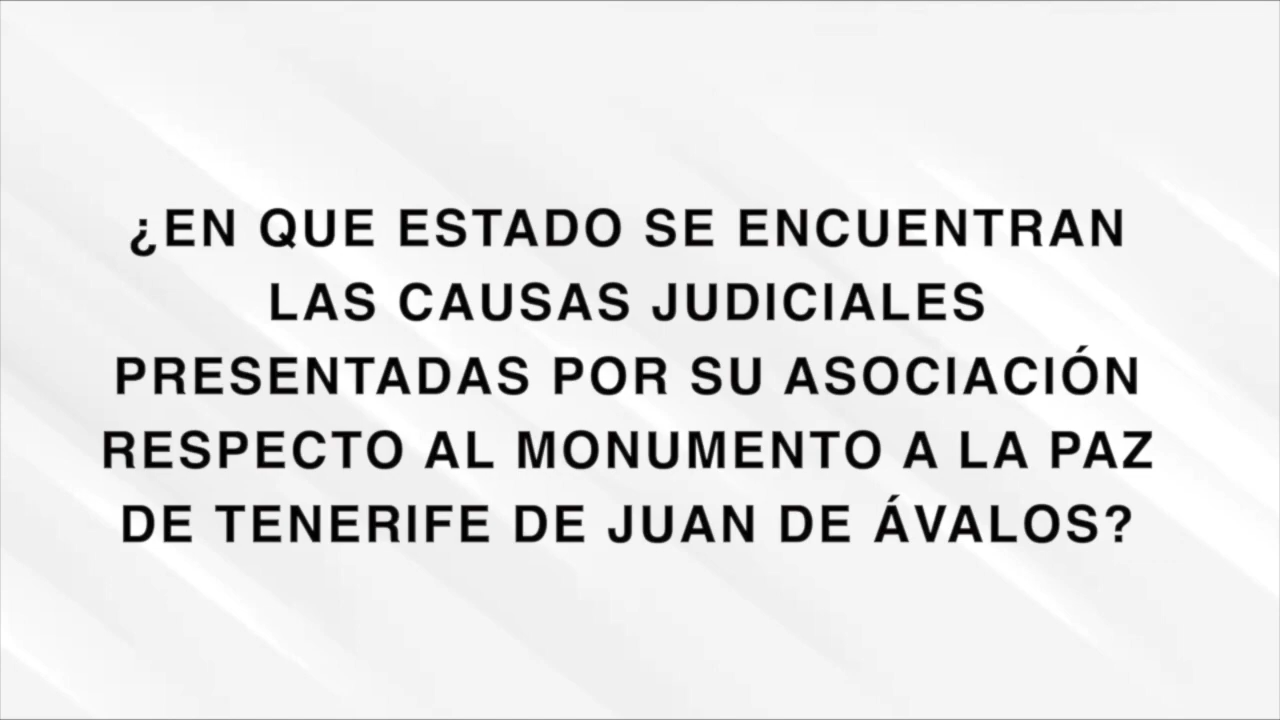 ¿EN QUE ESTADO SE ENCUENTRAN
LAS CAUSAS JUDICIALES
PRESENTADAS POR SU ASOCIACIÓN
RESPECTO AL MONUMENTO A LA PAZ
DE TENERIFE DE JUAN DE ÁVALOS?